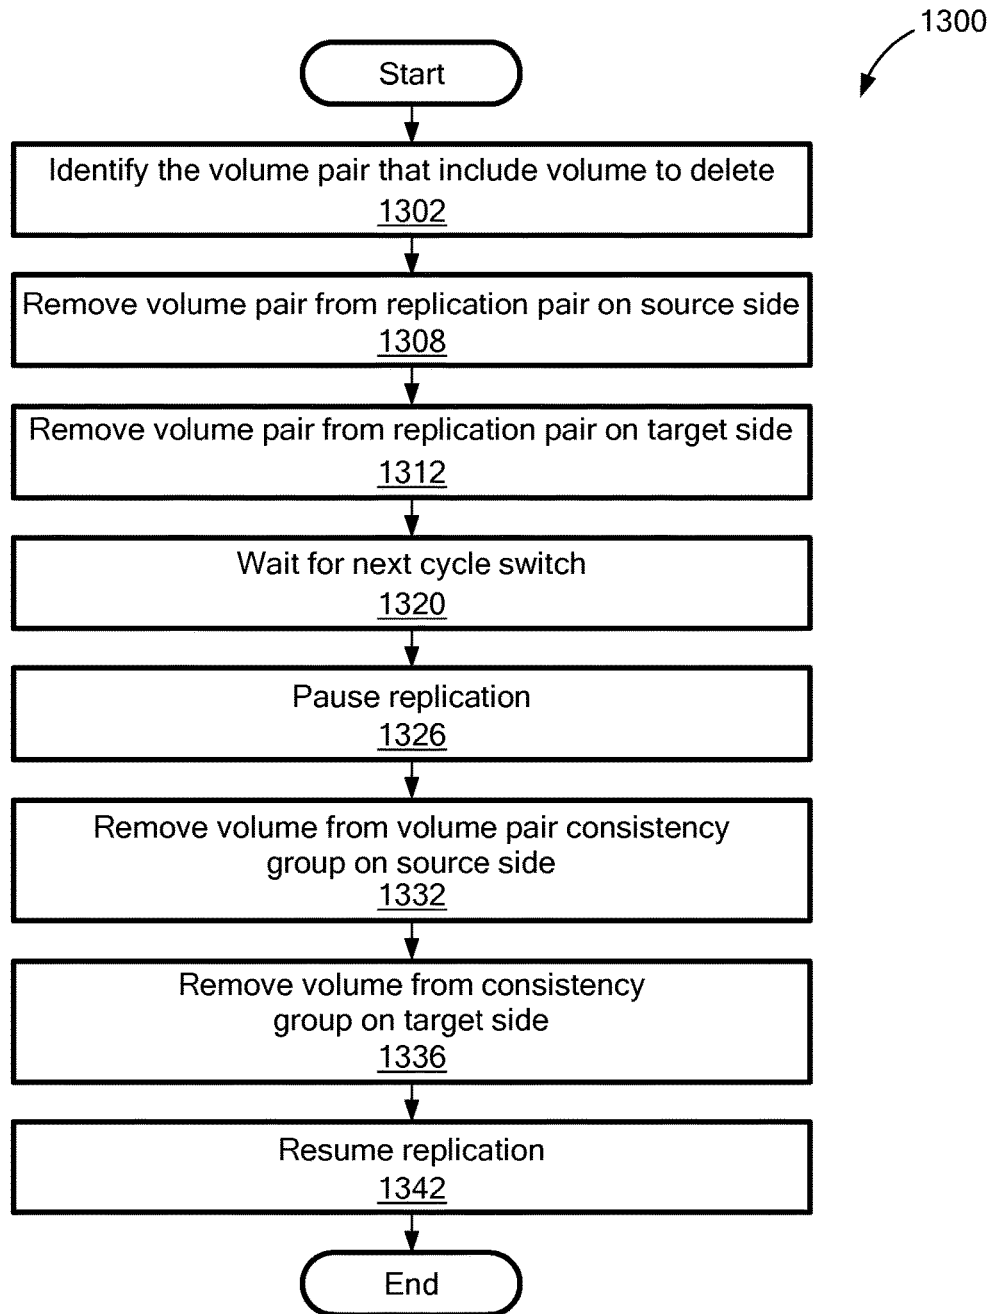 1300
Start
Identify the volume pair that include volume to delete
1302
Remove volume pair from replication pair on source side
1308
Remove volume pair from replication pair on target side
1312
Wait for next cycle switch
1320
Pause replication
1326
Remove volume from volume pair consistency
group on source side
1332
Remove volume from consistency
group on target side
1336
Resume replication
1342
End